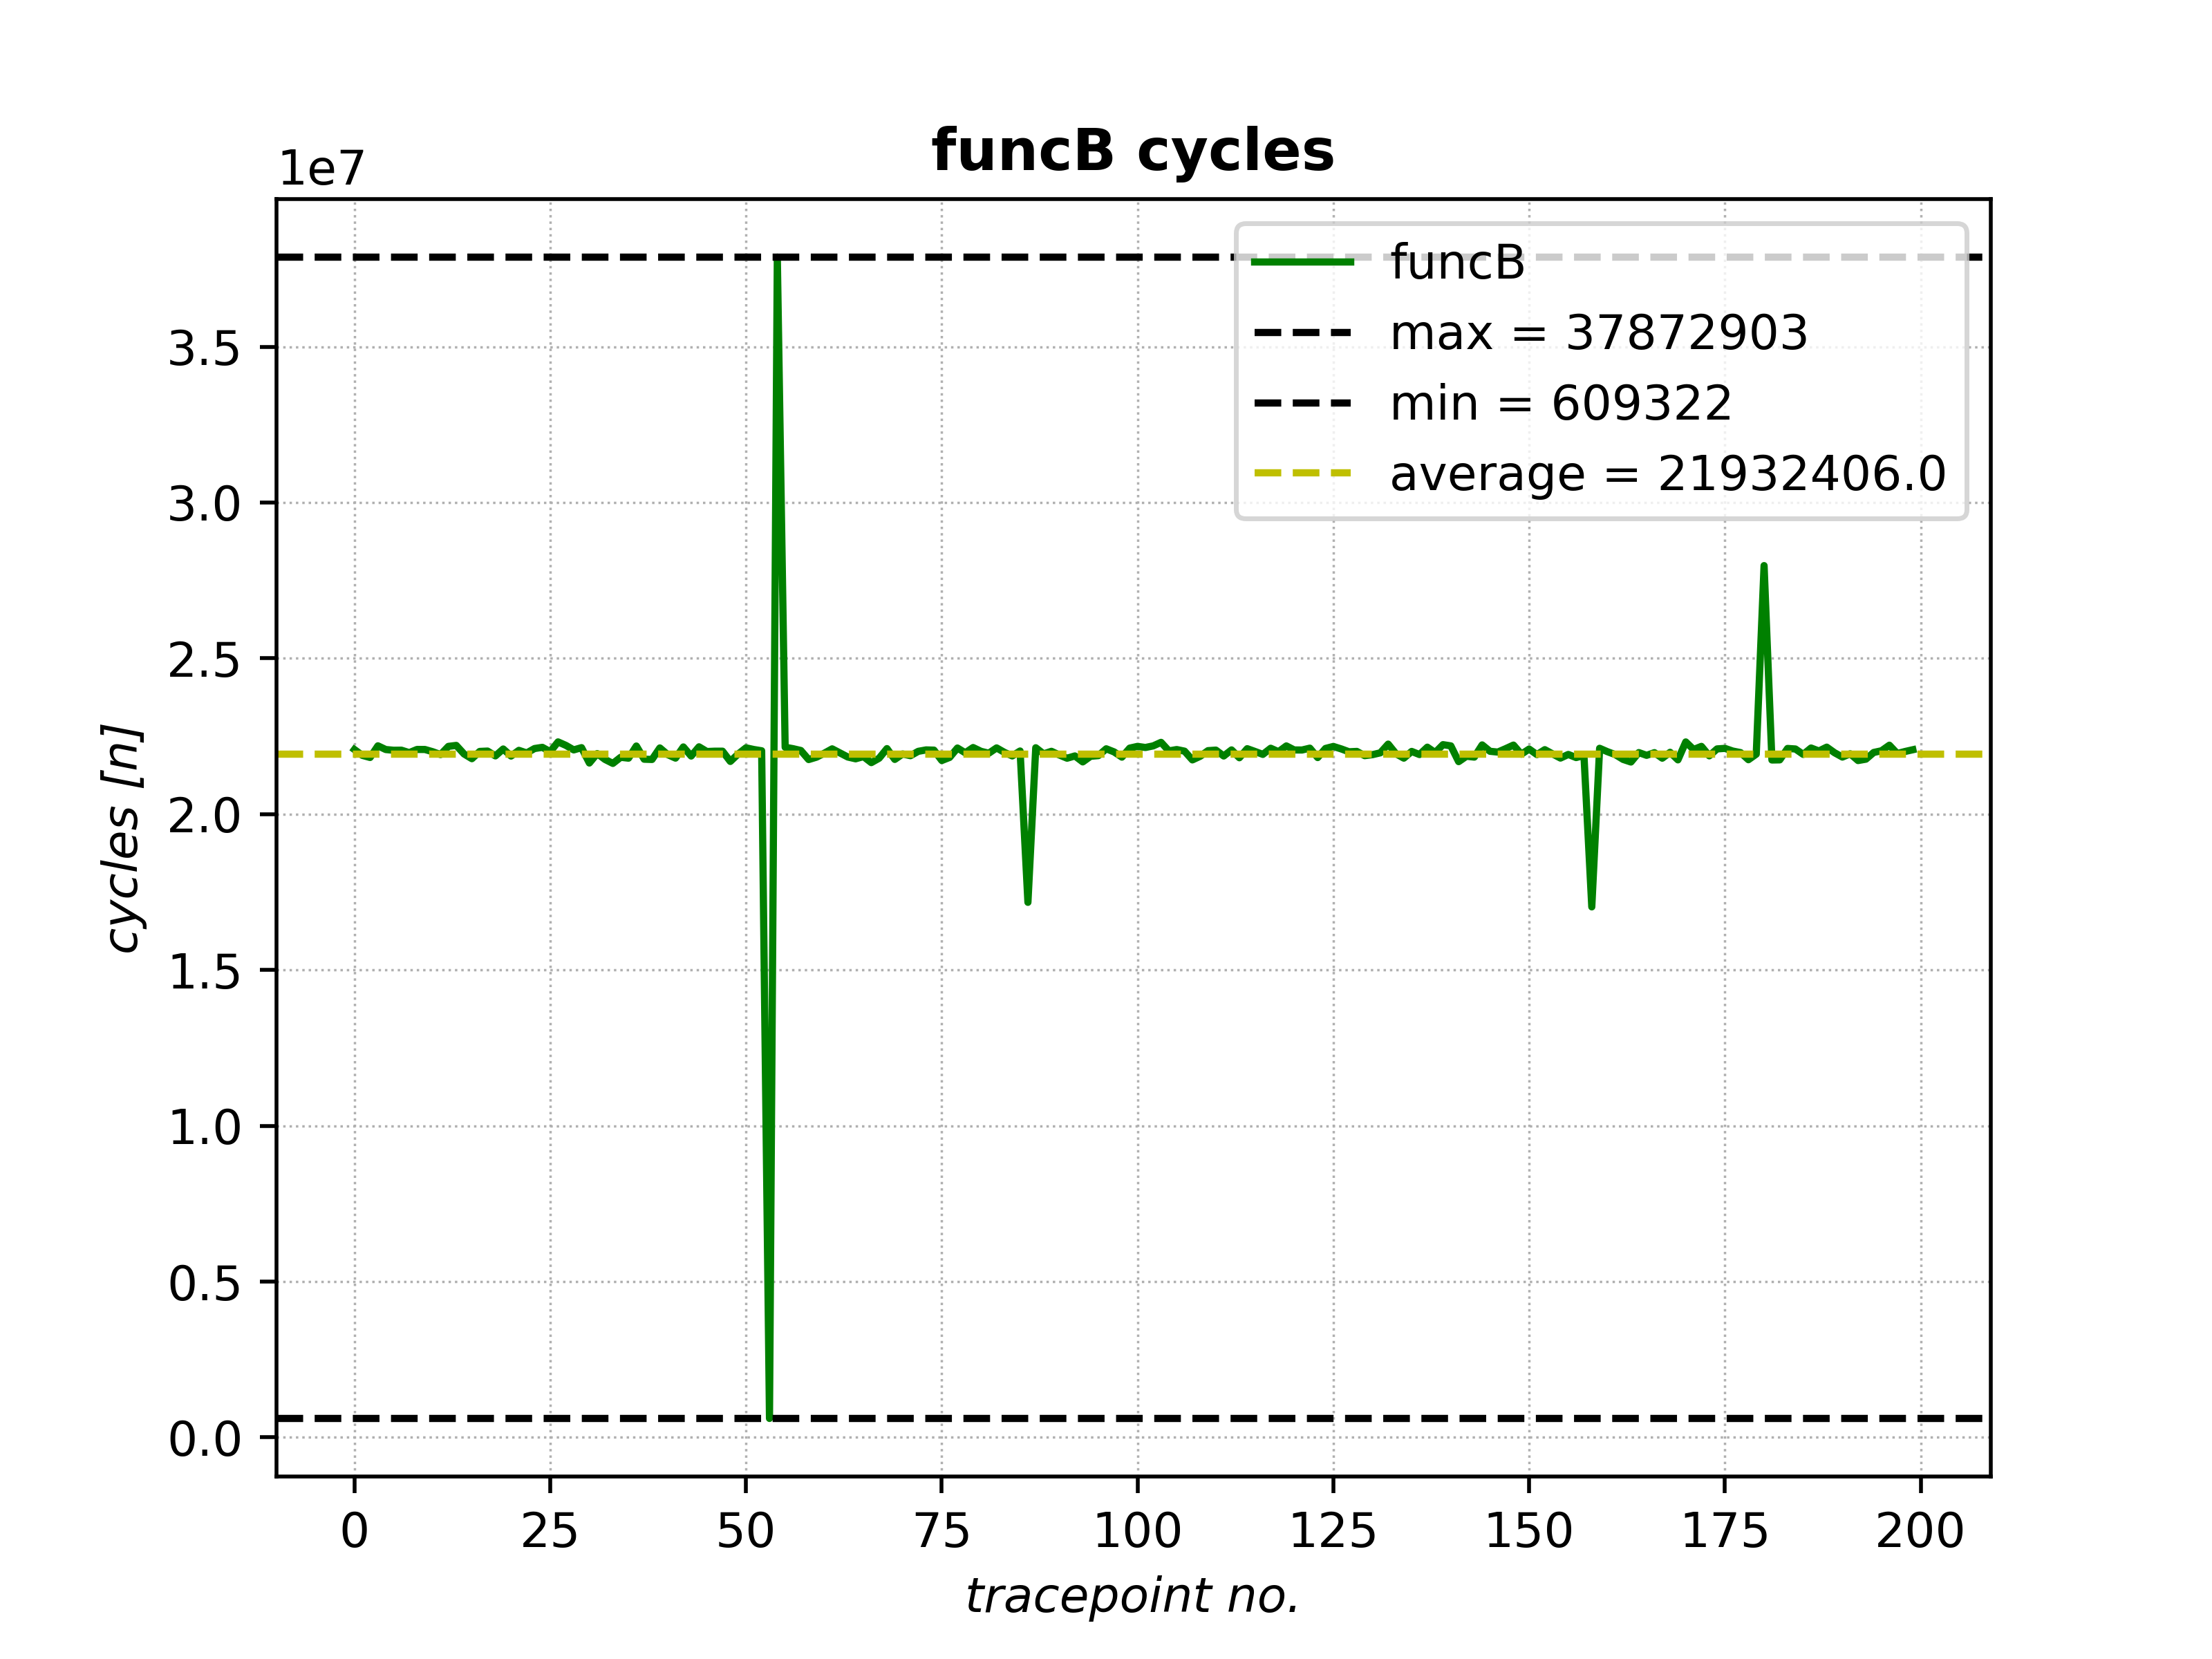 funcB cycles
1e7
funcB
max = 37872903
min = 609322
average = 21932406.0
3.5
3.0
2.5
2.0
1.5
1.0
0.5
0.0
cycles [n]
0 25 50 75 100 125 150 175 200
tracepoint no.